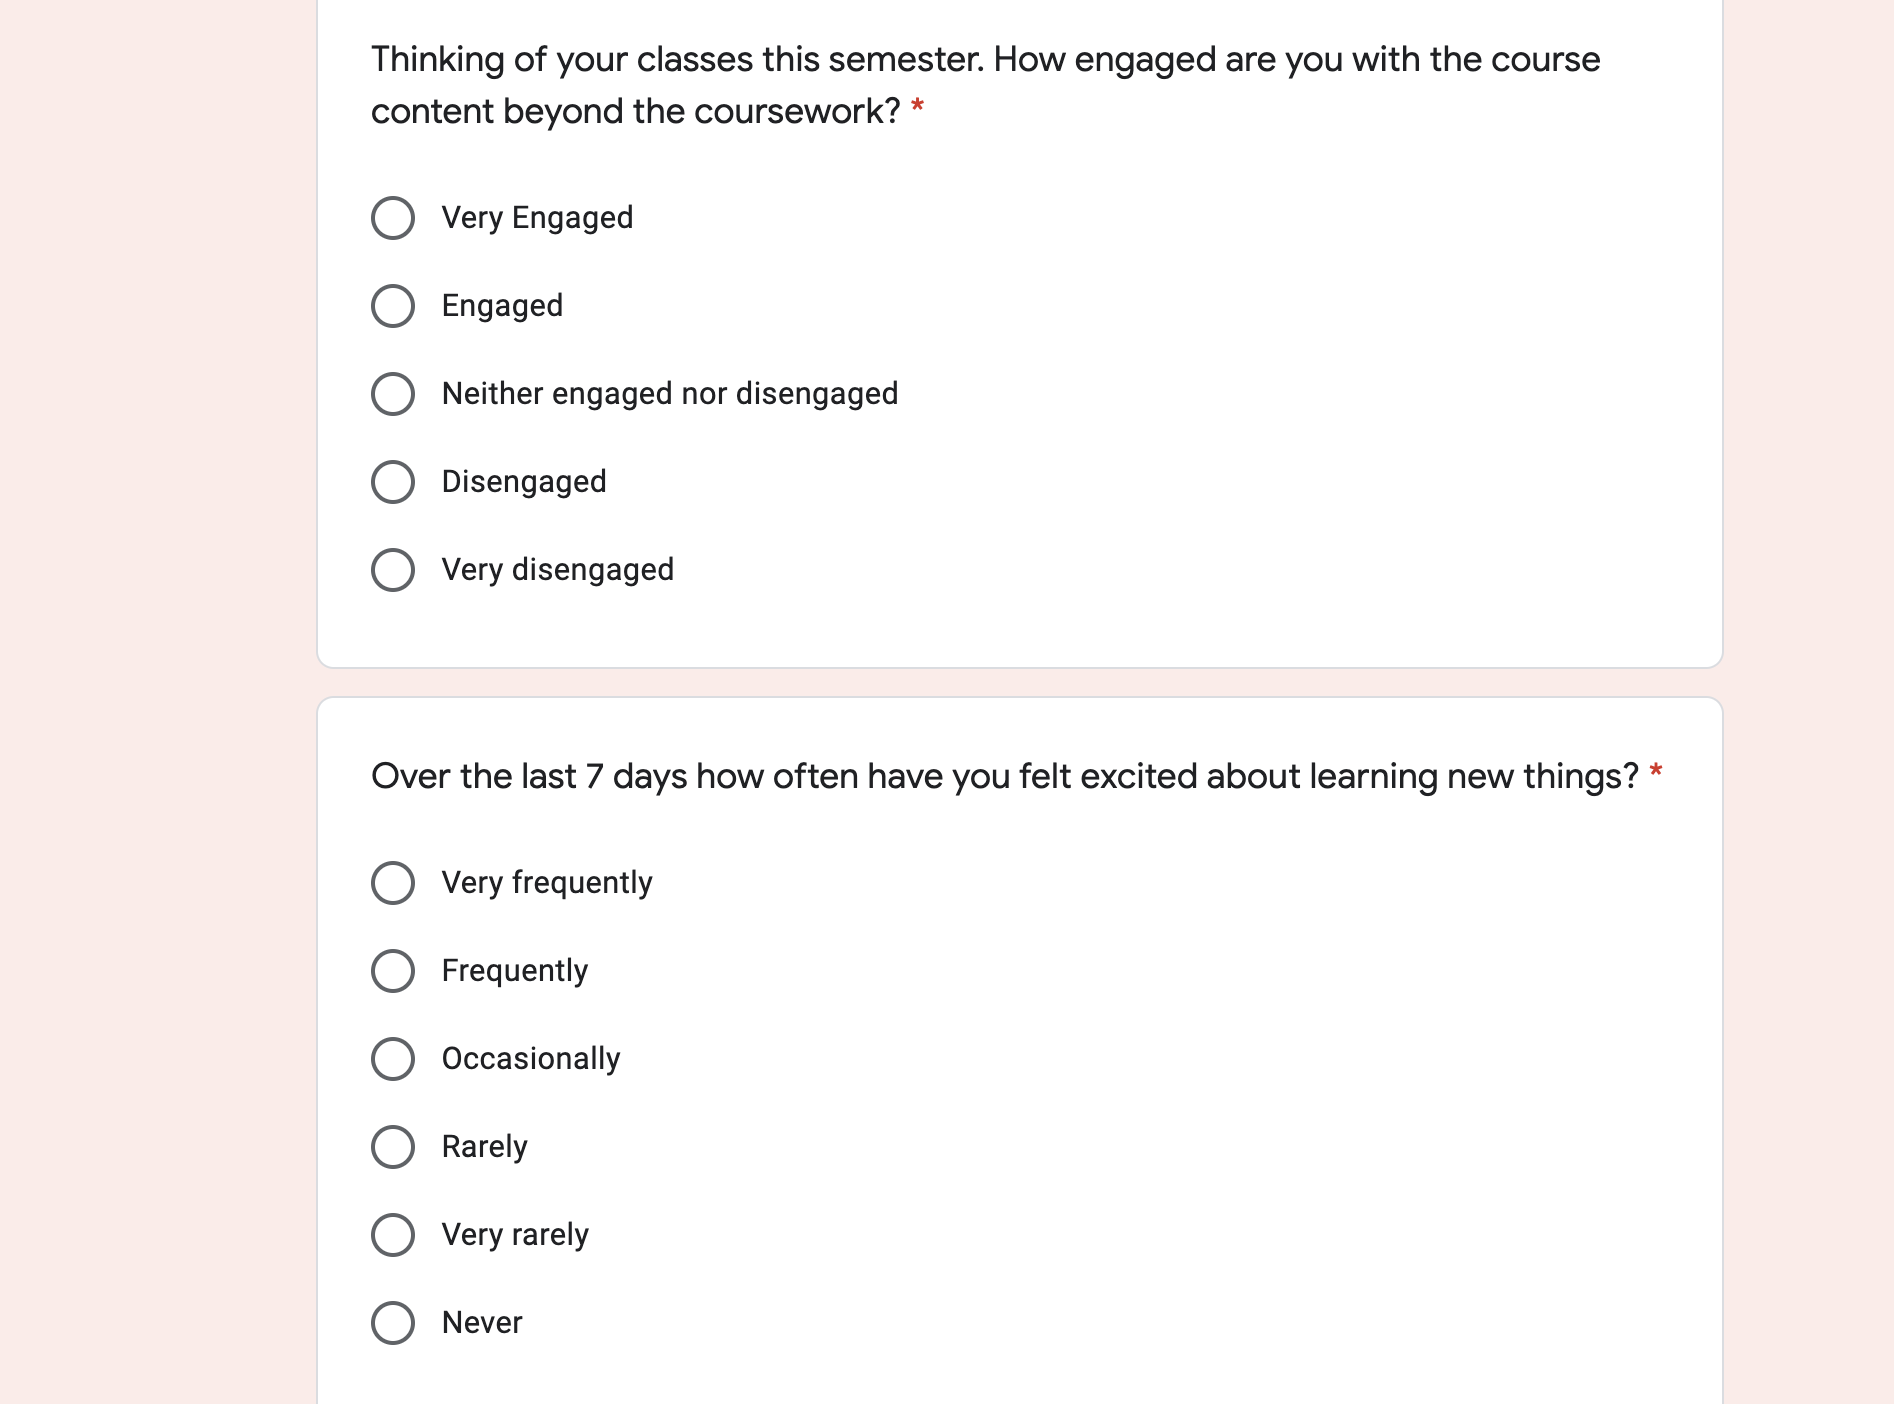 Thinking of your classes this semester. How engaged are you with the course
content beyond the coursework? *
Very Engaged
Engaged
Neither engaged nor disengaged
Disengaged
Very disengaged
Over the last 7 days how often have you felt excited about learning new things? *
Very frequently
Frequently
Occasionally
Rarely
Very rarely
Never